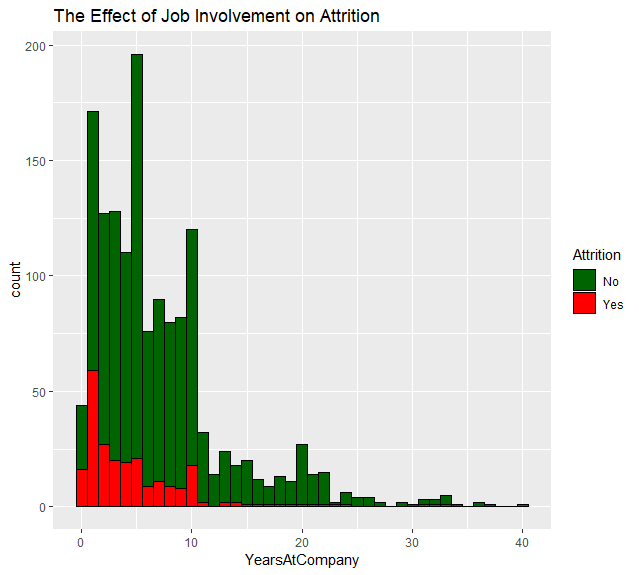 The Effect of Job Involvement on Attrition
200
150
100
50
0
count
0 10 20 30 40
YearsAtCompany
Attrition
No
Yes